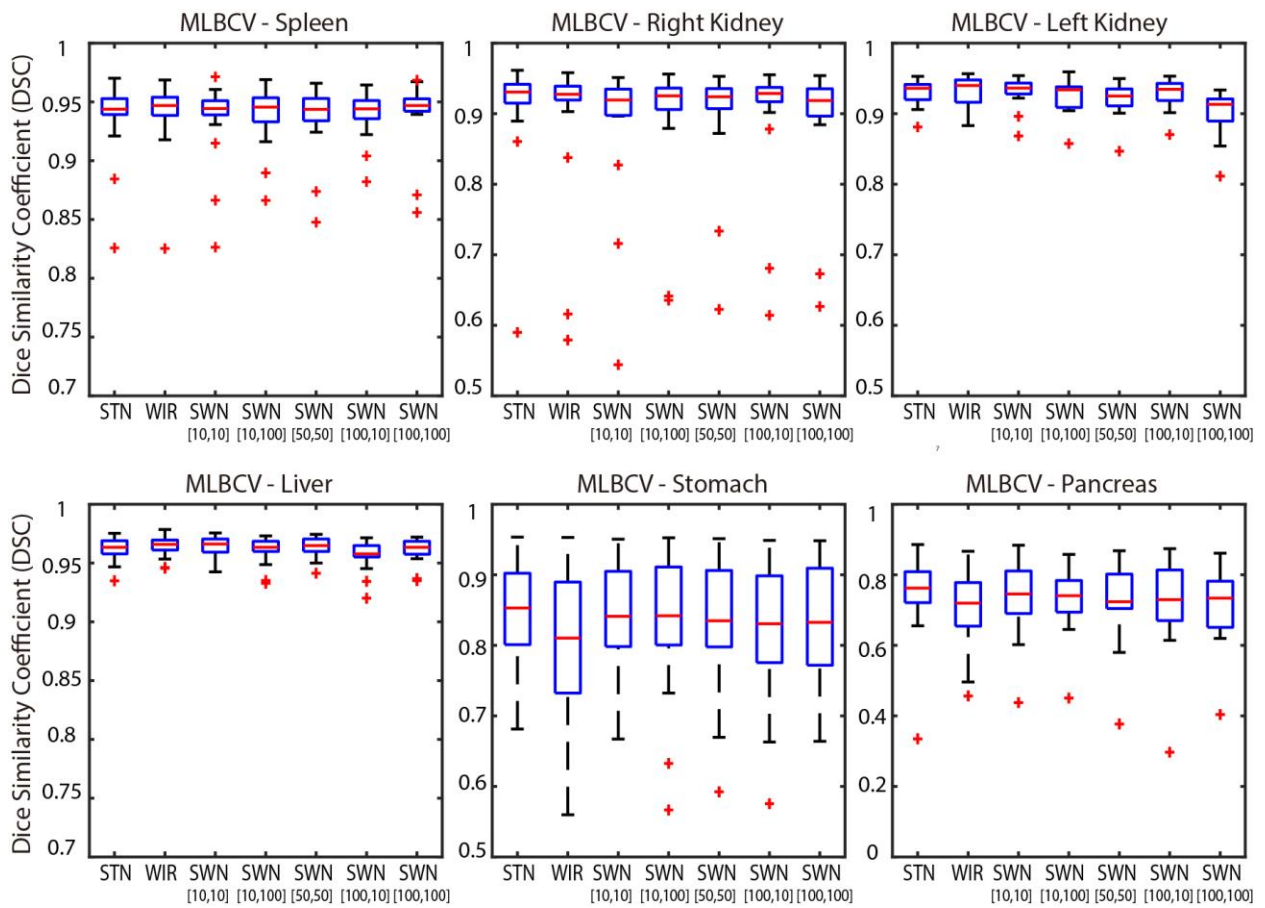 MLBCV - Spleen
MLBCV - Right Kidney
MLBCV - Left Kidney
Dice Similarity Coefficient (DSC)
1
0.95
0.9
0.85
0.8
0.75
0.7
STN WIR SWN SWN SWN SWN SWN
[10,10] [10,100] [50,50] [100,10] [100,100]
1
0.9
0.8
0.7
0.6
0.5
STN WIR SWN SWN SWN SWN SWN
[10,10] [10,100] [50,50] [100,10] [100,100]
1
0.9
0.8
0.7
0.6
0.5
STN WIR SWN SWN SWN SWN SWN
[10,10] [10,100] [50,50] [100,10] [100,100]
MLBCV - Liver
MLBCV - Stomach
MLBCV - Pancreas
Dice Similarity Coefficient (DSC)
1
0.95
0.9
0.85
0.8
0.75
0.7
STN WIR SWN SWN SWN SWN SWN
[10,10] [10,100] [50,50] [100,10] [100,100]
1
0.9
0.8
0.7
0.6
0.5
STN WIR SWN SWN SWN SWN SWN
[10,10] [10,100] [50,50] [100,10] [100,100]
1
0.8
0.6
0.4
0.2
0
STN WIR SWN SWN SWN SWN SWN
[10,10] [10,100] [50,50] [100,10] [100,100]